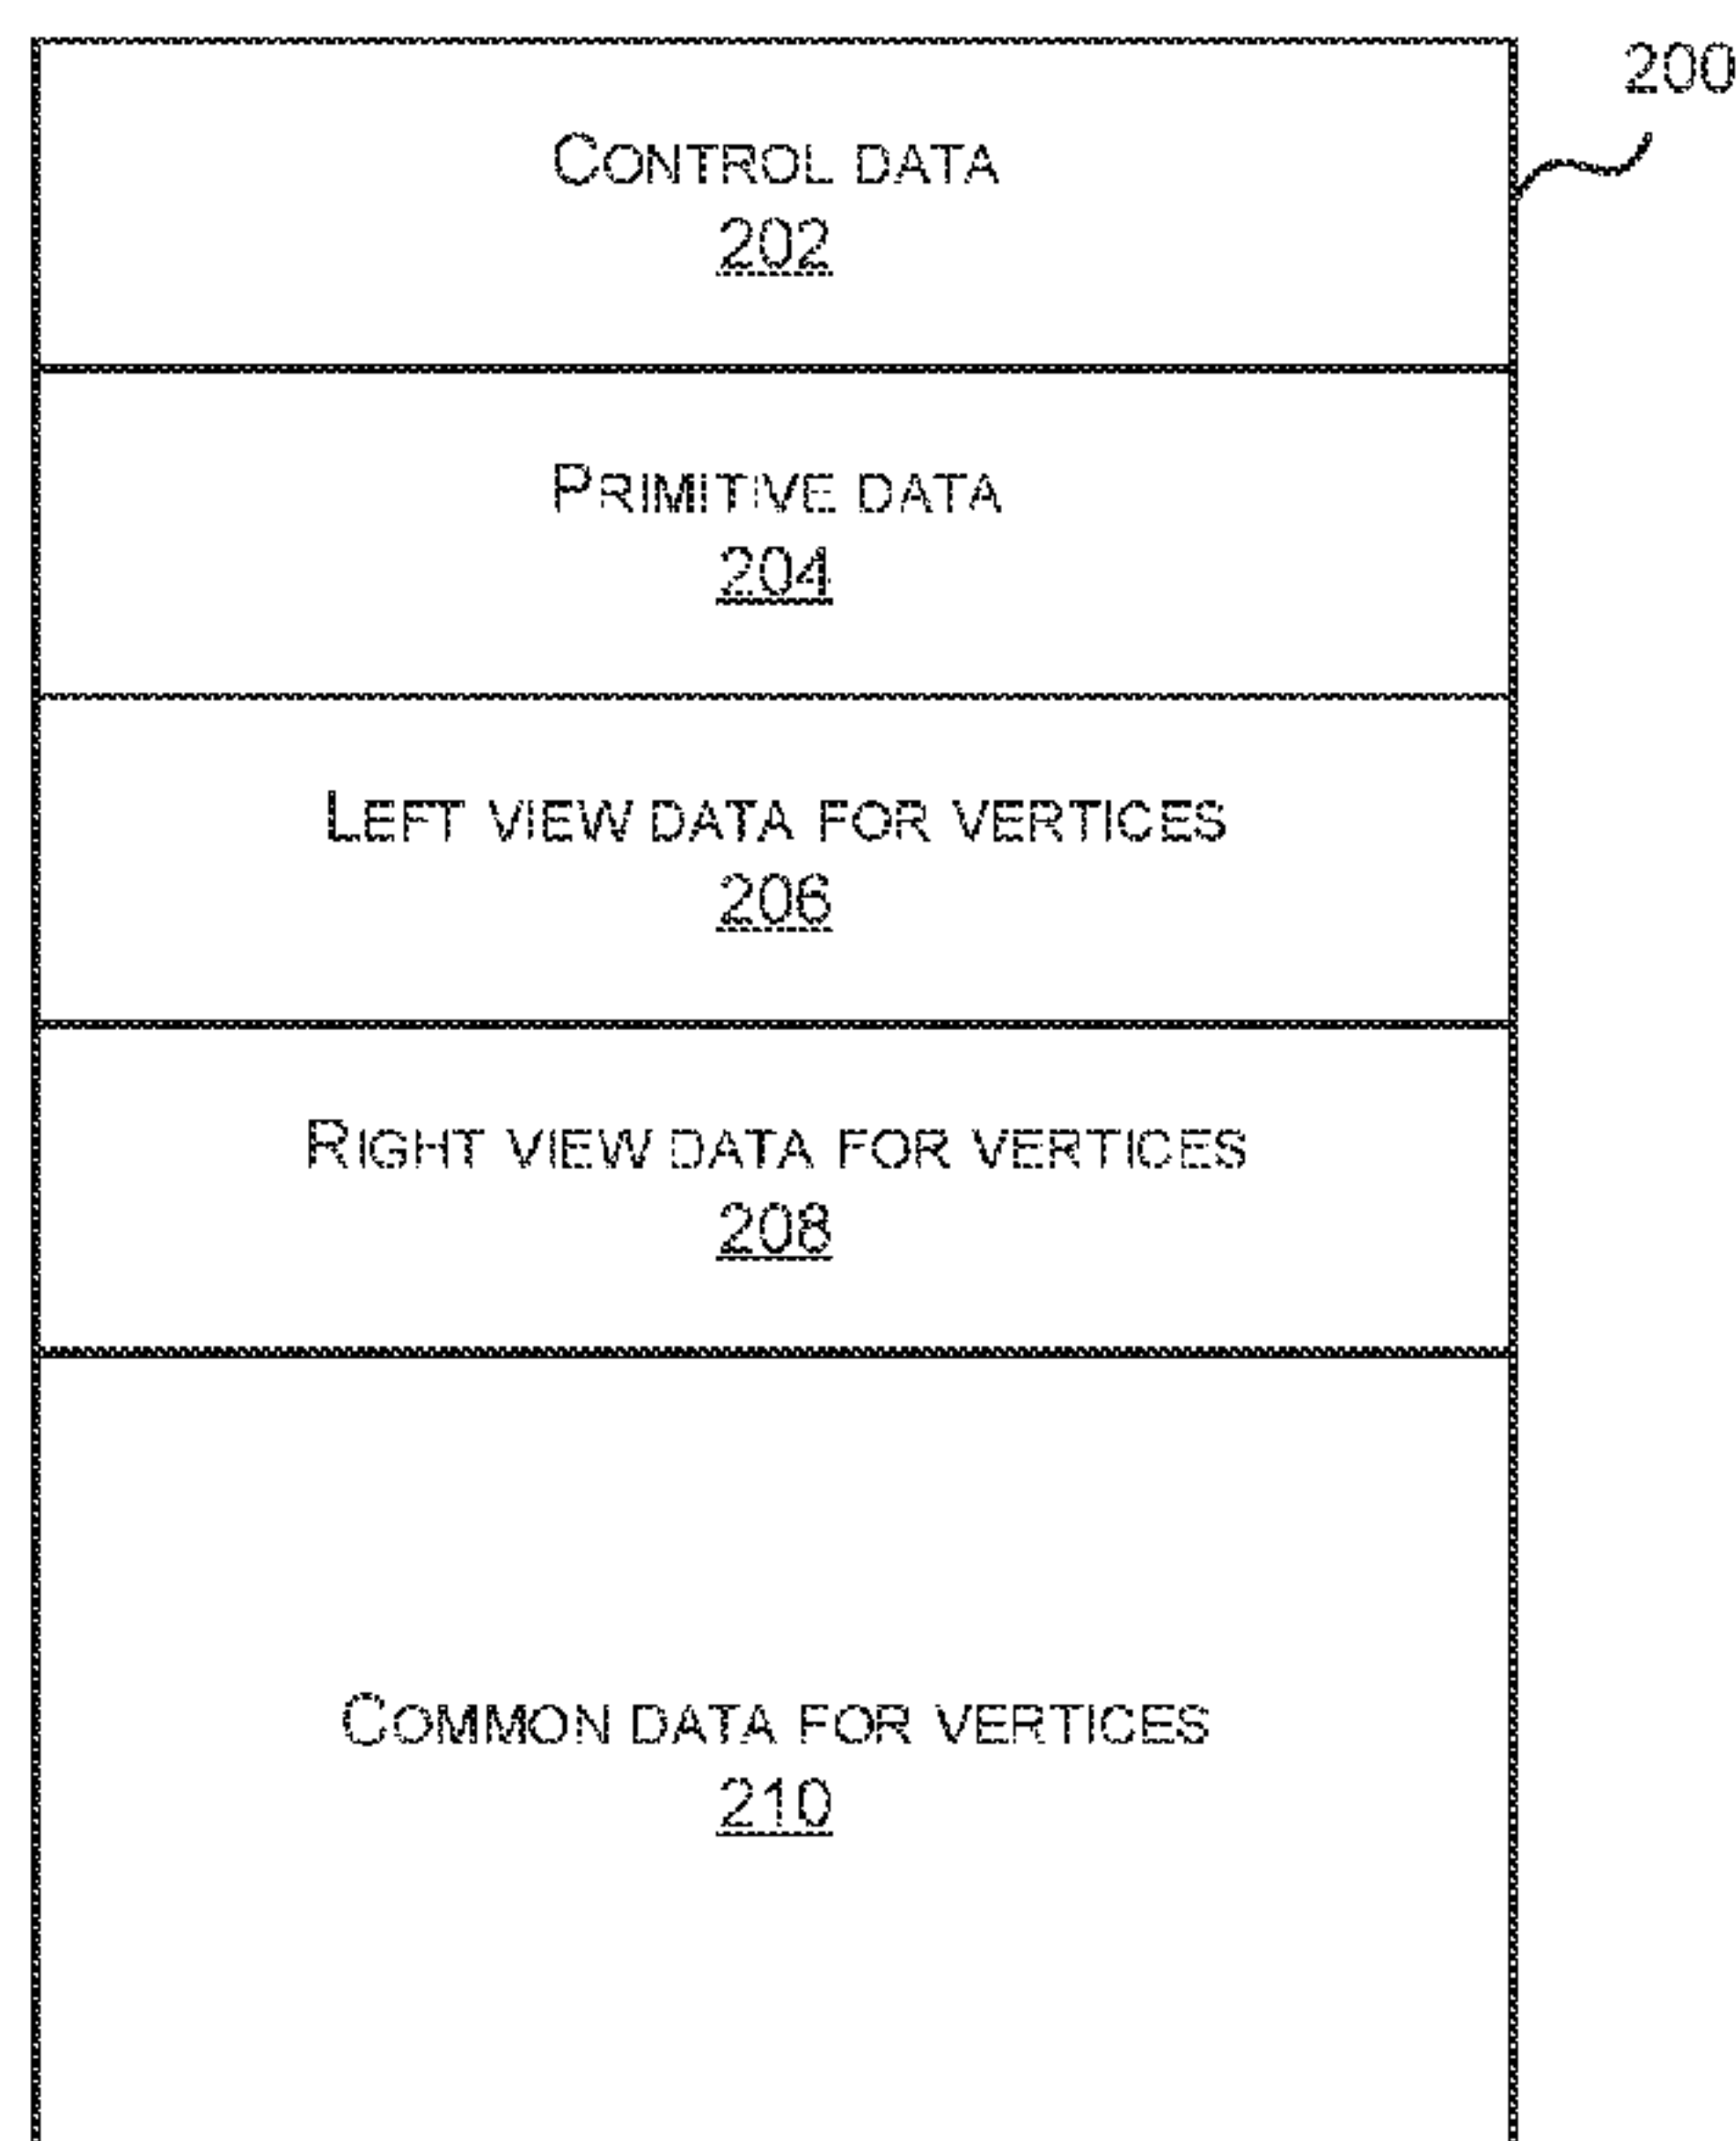 200
CONTROL DATA
202
PRIMITIVE DATA
204
LEFT VIEW DATA FOR VERTICES
206
RIGHT VIEW DATA FOR VERTICES
208
COMMON DATA FOR VERTICES
210